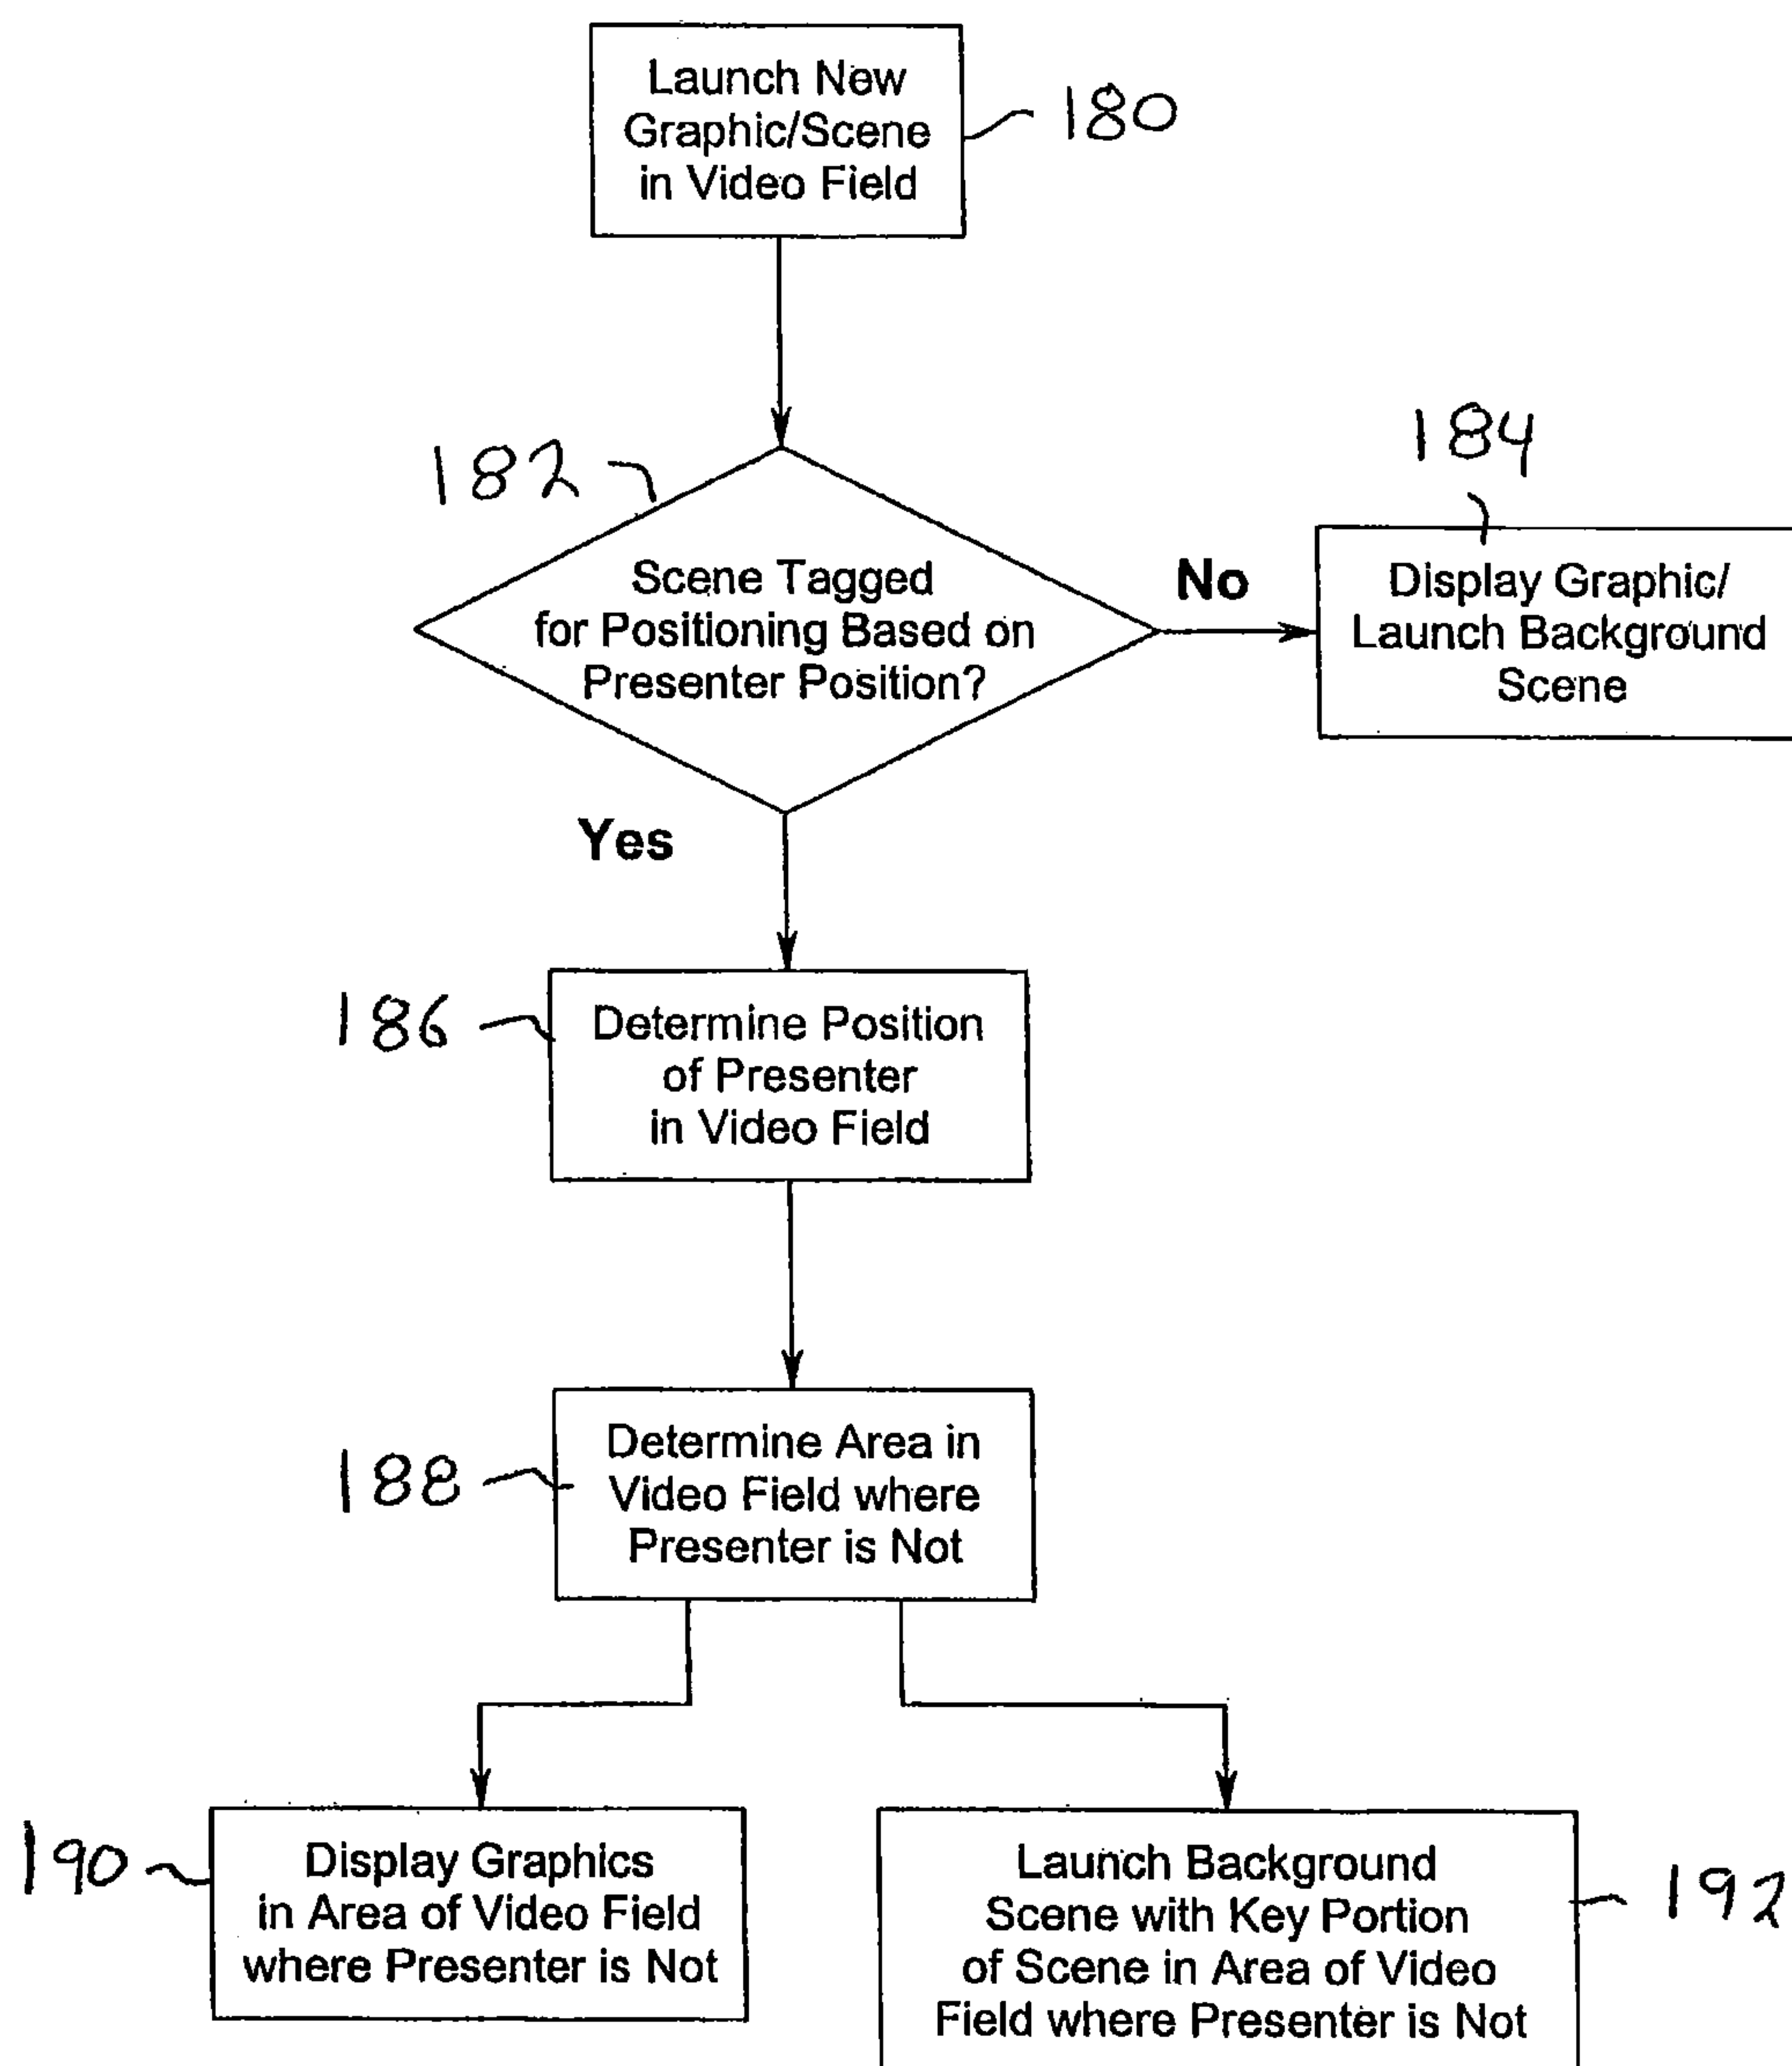 Launch New
Graphic/Scene
in Video Field
180
182
184
Scene Tagged
for Positioning Based on
Presenter Position?
No
Display Graphic/
Launch Background
Scene
Yes
186
Determine Position
of Presenter
in Video Field
188
Determine Area in
Video Field where
Presenter is Not
190
Display Graphics
in Area of Video Field
where Presenter is Not
Launch Background
Scene with Key Portion
of Scene in Area of Video
Field where Presenter is Not
192